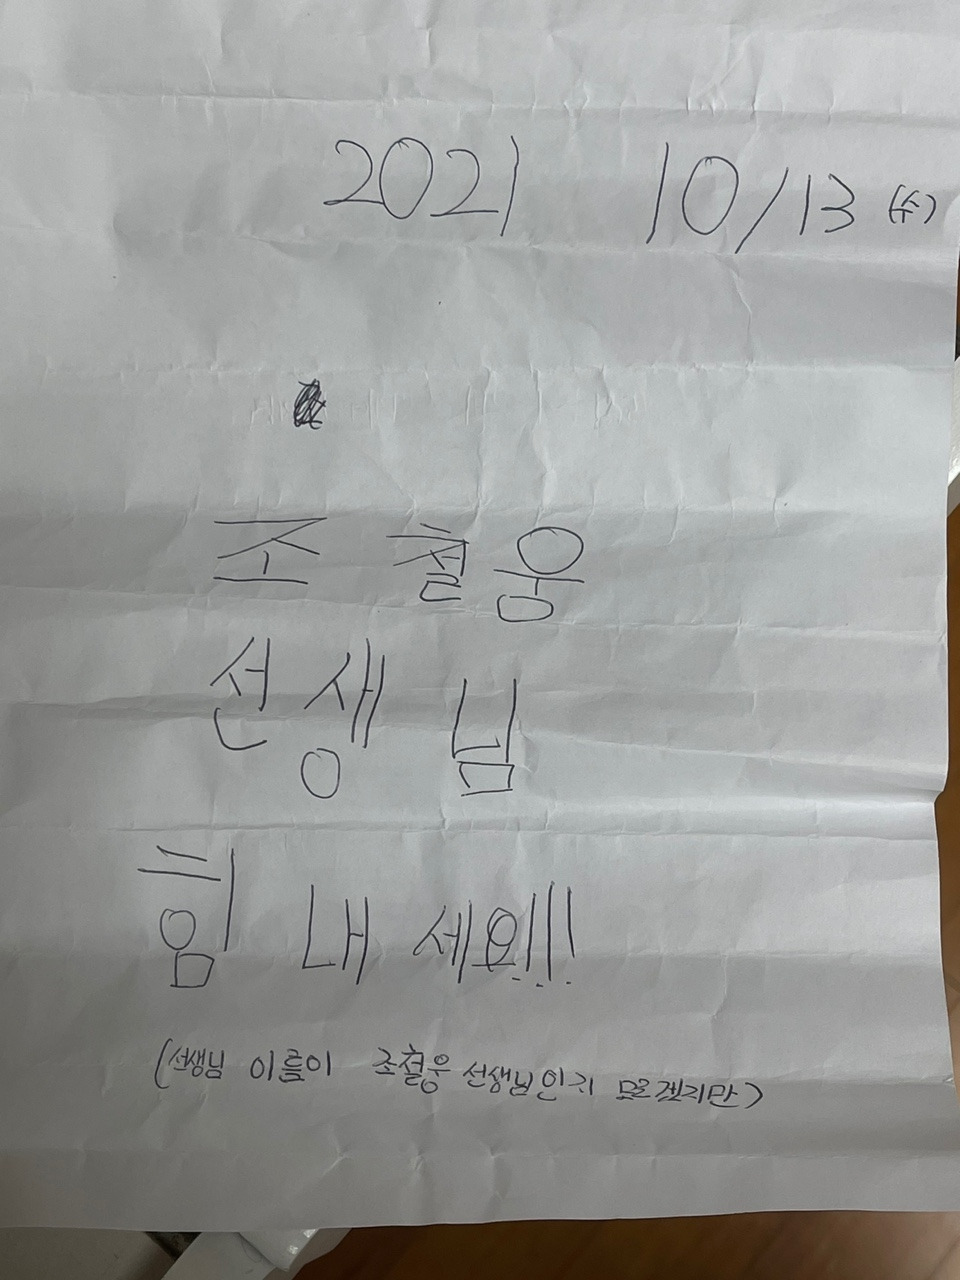 2021 10/13 (수)
조 철 웅
선 생 님
힘 내 세요!!!
(선생님 이름이 조철웅 선생님인지 모르겠지만)